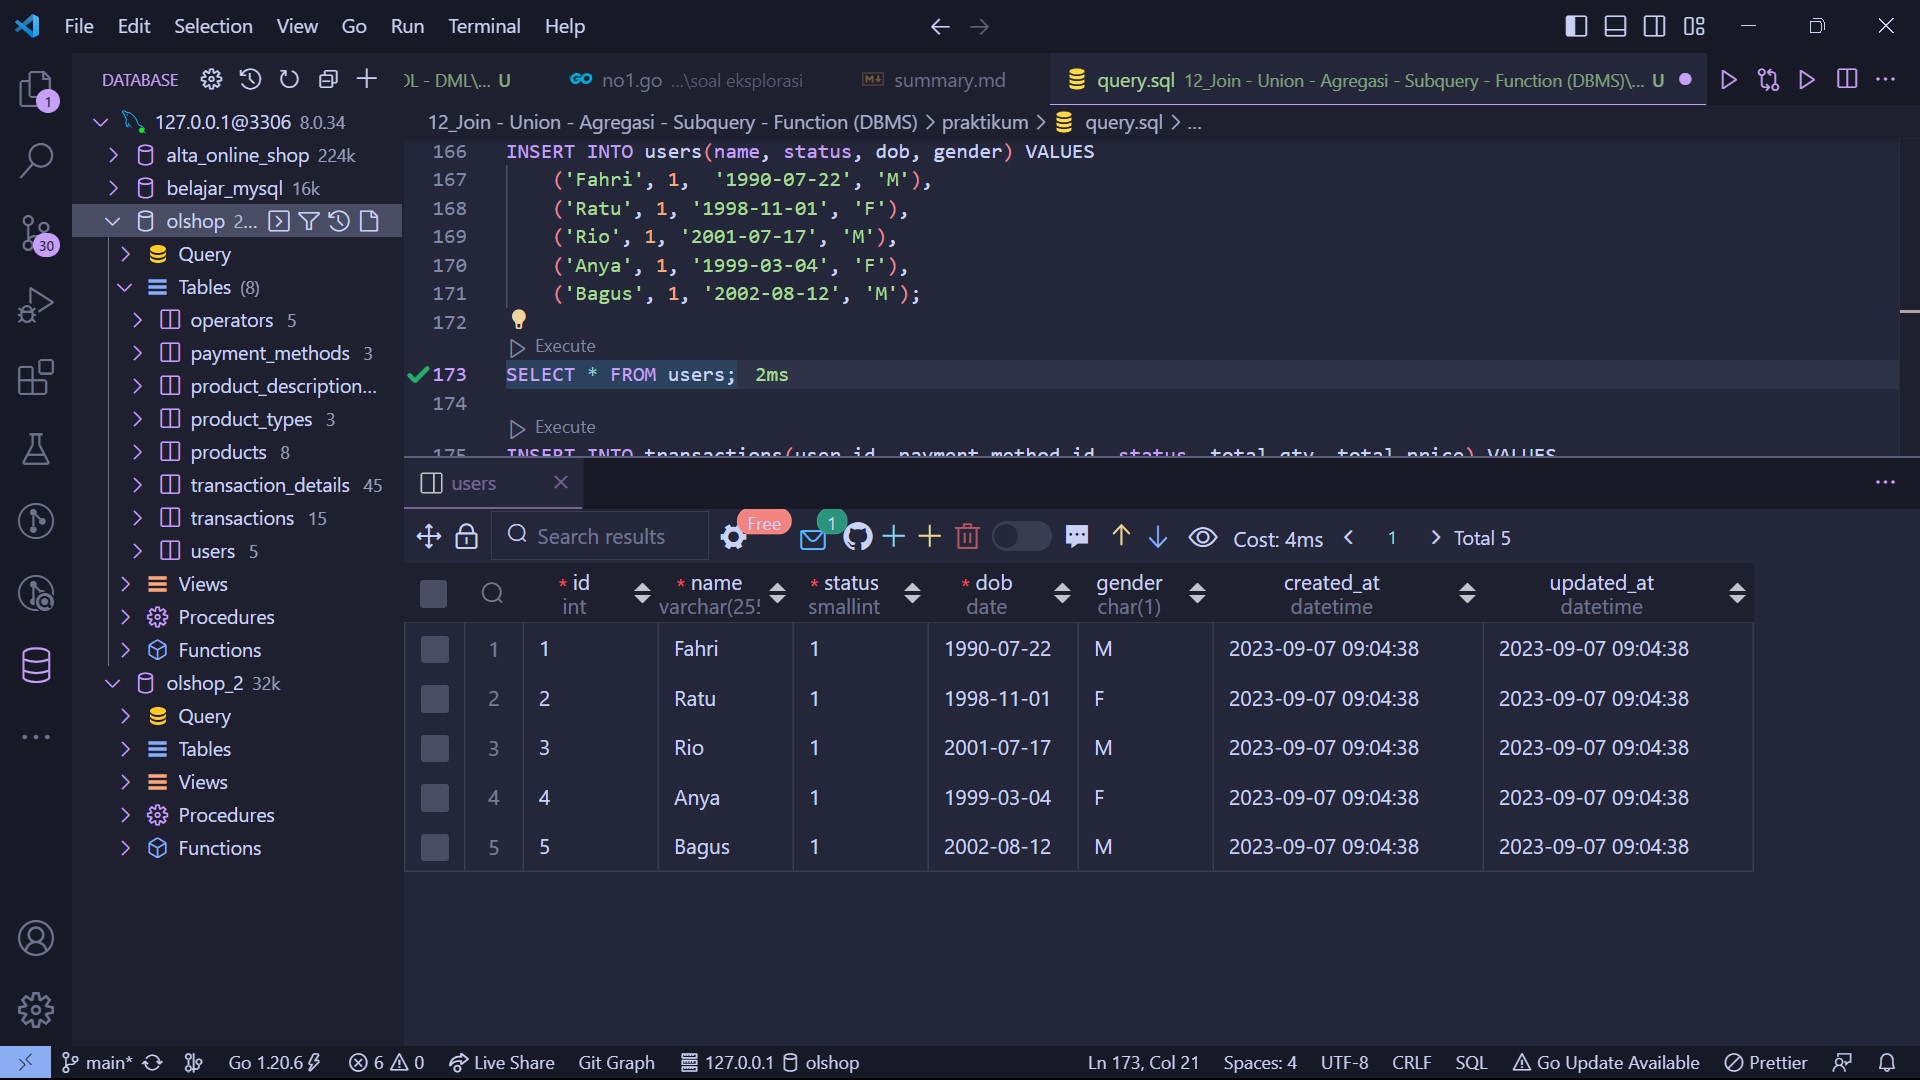 File Edit Selection View Go Run Terminal Help
DATABASE
OL - DML\... U
no1.go ...\soal eksplorasi
summary.md
query.sql 12_Join - Union - Agregasi - Subquery - Function (DBMS)\... U
1
30
127.0.0.1@3306 8.0.34
alta_online_shop 224k
belajar_mysql 16k
olshop 2...
Query
Tables (8)
operators 5
payment_methods 3
product_description...
product_types 3
products 8
transaction_details 45
transactions 15
users 5
Views
Procedures
Functions
olshop_2 32k
Query
Tables
Views
Procedures
Functions
12_Join - Union - Agregasi - Subquery - Function (DBMS) > praktikum > query.sql > ...
166 INSERT INTO users(name, status, dob, gender) VALUES
167 ('Fahri', 1,  '1990-07-22', 'M'),
168 ('Ratu', 1, '1998-11-01', 'F'),
169 ('Rio', 1, '2001-07-17', 'M'),
170 ('Anya', 1, '1999-03-04', 'F'),
171 ('Bagus', 1, '2002-08-12', 'M');
172
Execute
173 SELECT * FROM users; 2ms
174
Execute
175 INSERT INTO transactions(user_id, payment_method_id, status, total_qty, total_price) VALUES
users
Search results
Free
1
Cost: 4ms < 1 > Total 5
* id * name * status * dob gender created_at updated_at
int varchar(255 smallint date char(1) datetime datetime
1 1 Fahri 1 1990-07-22 M 2023-09-07 09:04:38 2023-09-07 09:04:38
2 2 Ratu 1 1998-11-01 F 2023-09-07 09:04:38 2023-09-07 09:04:38
3 3 Rio 1 2001-07-17 M 2023-09-07 09:04:38 2023-09-07 09:04:38
4 4 Anya 1 1999-03-04 F 2023-09-07 09:04:38 2023-09-07 09:04:38
5 5 Bagus 1 2002-08-12 M 2023-09-07 09:04:38 2023-09-07 09:04:38
main* Go 1.20.6 6 0 Live Share Git Graph 127.0.0.1 olshop Ln 173, Col 21 Spaces: 4 UTF-8 CRLF SQL Go Update Available Prettier